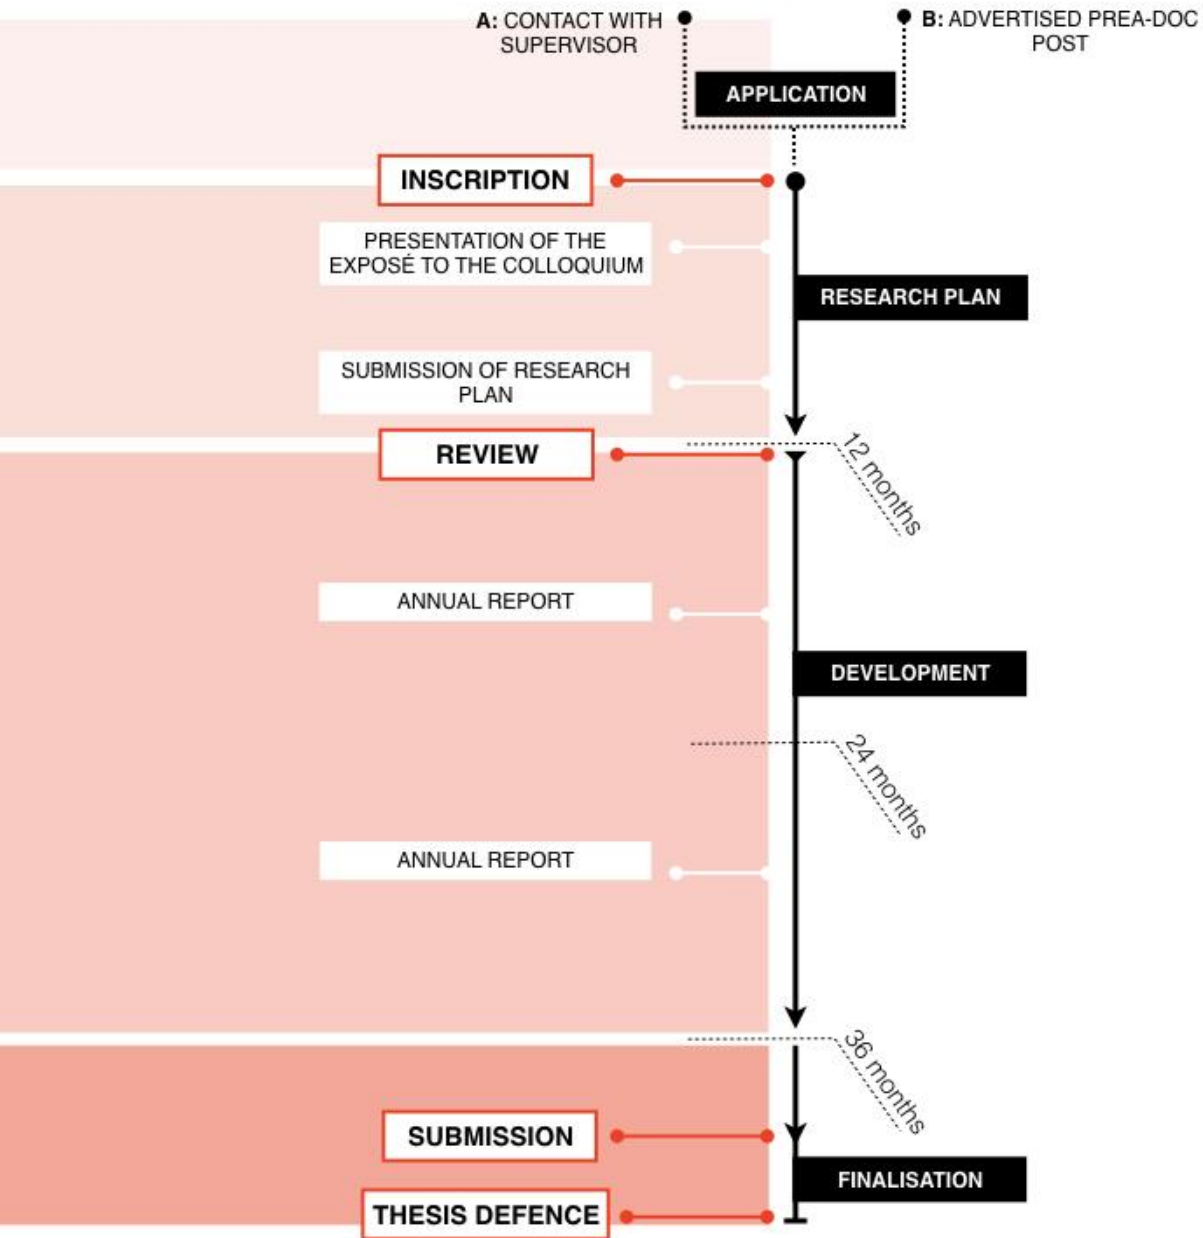 A: CONTACT WITH
SUPERVISOR
B: ADVERTISED PREA-DOC
POST
APPLICATION
INSCRIPTION
PRESENTATION OF THE
EXPOSÉ TO THE COLLOQUIUM
RESEARCH PLAN
SUBMISSION OF RESEARCH
PLAN
REVIEW
12 months
ANNUAL REPORT
DEVELOPMENT
24 months
ANNUAL REPORT
36 months
SUBMISSION
FINALISATION
THESIS DEFENCE